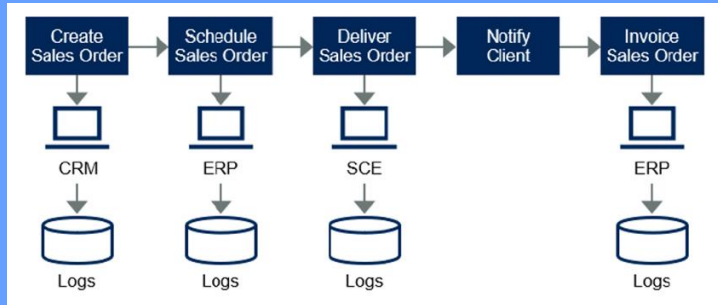 Create
Sales Order
Schedule
Sales Order
Deliver
Sales Order
Notify
Client
Invoice
Sales Order
CRM
ERP
SCE
ERP
Logs
Logs
Logs
Logs